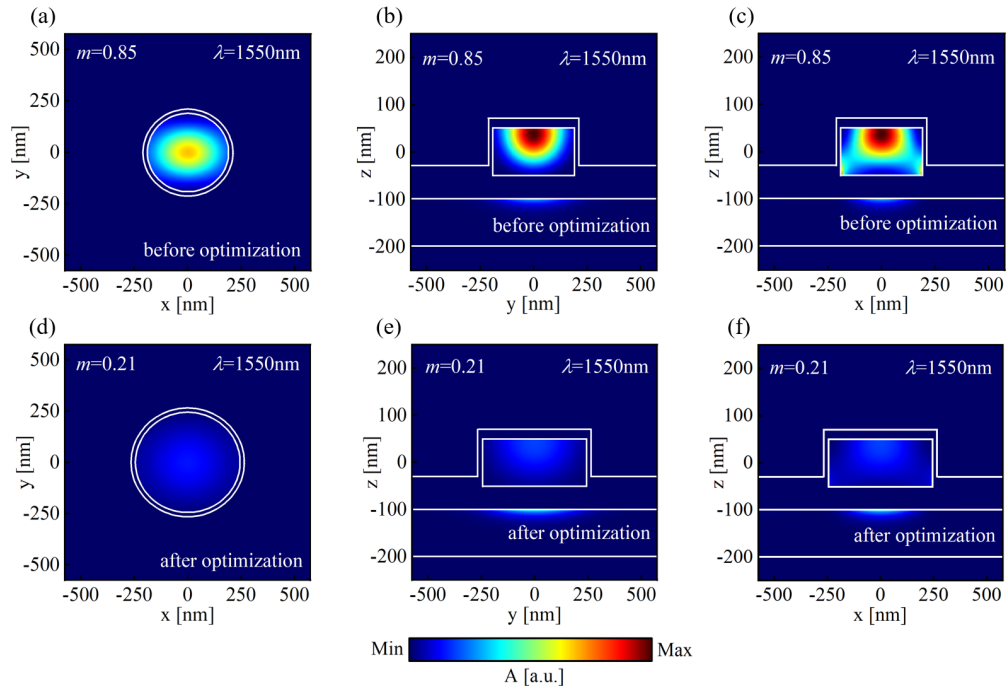 (a)
m=0.85 λ=1550nm
500
250
0
-250
-500
y [nm]
before optimization
-500 -250 0 250 500
x [nm]
(b)
m=0.85 λ=1550nm
200
100
0
-100
-200
z [nm]
before optimization
-500 -250 0 250 500
y [nm]
(c)
m=0.85 λ=1550nm
200
100
0
-100
-200
z [nm]
before optimization
-500 -250 0 250 500
x [nm]
(d)
m=0.21 λ=1550nm
500
250
0
-250
-500
y [nm]
after optimization
-500 -250 0 250 500
x [nm]
(e)
m=0.21 λ=1550nm
200
100
0
-100
-200
z [nm]
after optimization
-500 -250 0 250 500
y [nm]
(f)
m=0.21 λ=1550nm
200
100
0
-100
-200
z [nm]
after optimization
-500 -250 0 250 500
x [nm]
Min Max
A [a.u.]